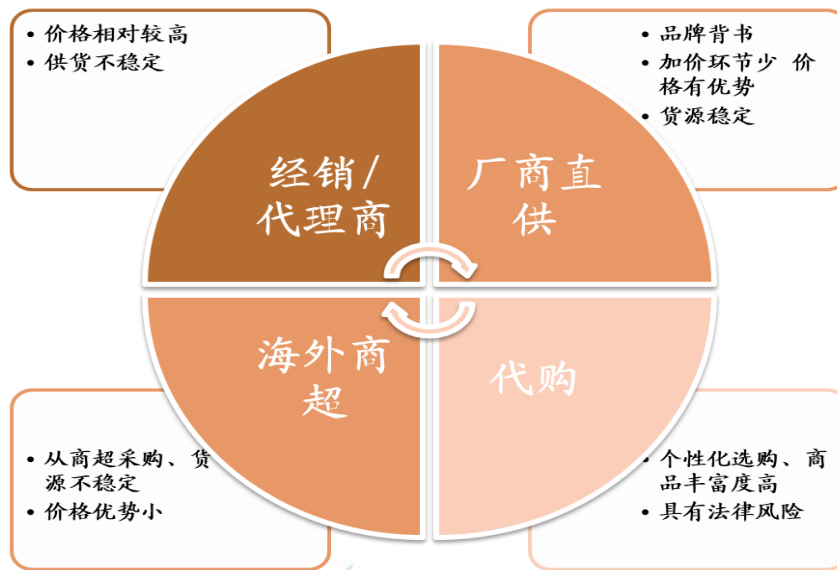 • 价格相对较高
• 供货不稳定
• 品牌背书
• 加价环节少 价
格有优势
• 货源稳定
经销/
代理商
厂商直
供
海外商
超
代购
• 从商超采购、货
源不稳定
• 价格优势小
• 个性化选购、商
品丰富度高
• 具有法律风险